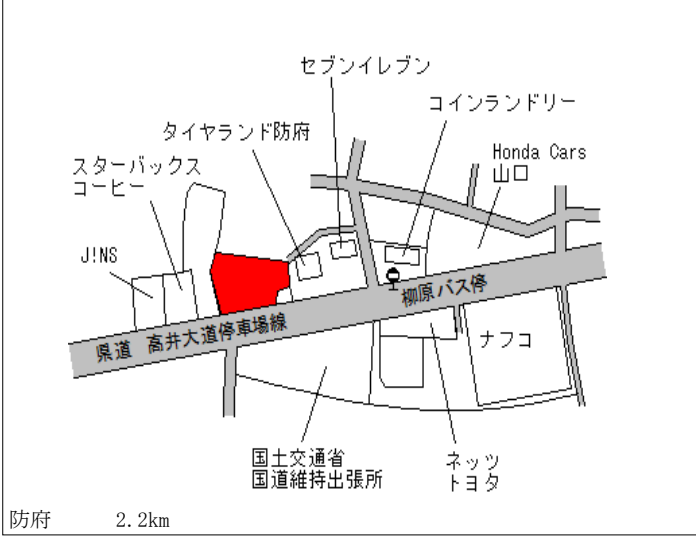 セブンイレブン
コインランドリー
タイヤランド防府
Honda Cars
山口
スターバックス
コーヒー
J!NS
柳原バス停
県道 高井大道停車場線
ナフコ
国土交通省
国道維持出張所
ネッツ
トヨタ
防府 2.2km